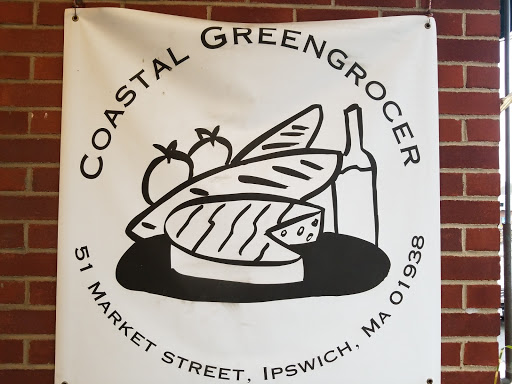 Coastal Greengrocer
51 Market Street, Ipswich, Ma 01938